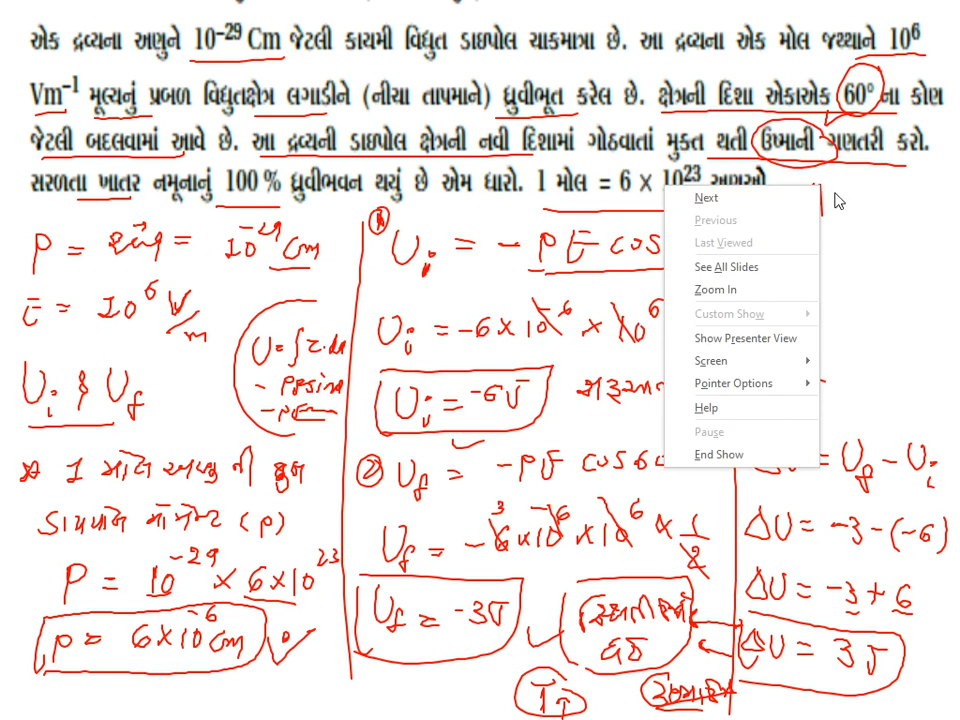 એક દ્રવ્યના અણુને 10⁻²⁹ Cm જેટલી કાયમી વિદ્યુત ડાઇપોલ ચાકમાત્રા છે. આ દ્રવ્યના એક મોલ જથ્થાને 10⁶
Vm⁻¹ મૂલ્યનું પ્રબળ વિદ્યુતક્ષેત્ર લગાડીને (નીચા તાપમાને) ધ્રુવીભૂત કરેલ છે. ક્ષેત્રની દિશા એકાએક 60° ના કોણ
જેટલી બદલવામાં આવે છે. આ દ્રવ્યની ડાઇપોલ ક્ષેત્રની નવી દિશામાં ગોઠવાતાં મુક્ત થતી ઉષ્માની ગણતરી કરો.
સરળતા ખાતર નમૂનાનું 100 % ધ્રુવીભવન થયું છે એમ ધારો. 1 મોલ = 6 × 10²³ અણુઓ
P = = 10⁻²⁹ Cm
E = 10⁶ V/m
Uᵢ & U_f
P = 10⁻²⁹ × 6×10²³
P = 6×10⁻⁶ Cm
① Uᵢ = - PE cos
Uᵢ = -6×10⁻⁶ × 10⁶
Uᵢ = -6J
② U_f = -PE cos6
U_f = -6×10⁻⁶×10⁶ × 1/2
U_f = -3J
Next
Previous
Last Viewed
See All Slides
Zoom In
Custom Show
Show Presenter View
Screen
Pointer Options
Help
Pause
End Show
= U_f - Uᵢ
ΔU = -3-(-6)
ΔU = -3+6
ΔU = 3J